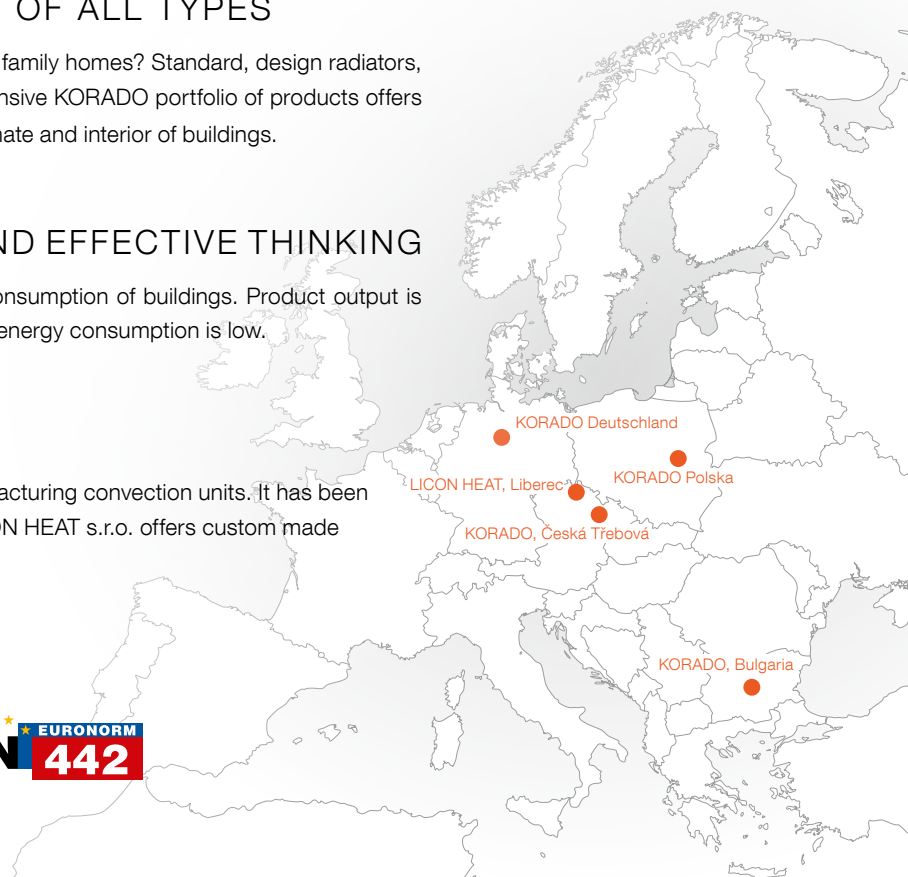 OF ALL TYPES
family homes? Standard, design radiators,
nsive KORADO portfolio of products offers
nate and interior of buildings.
ND EFFECTIVE THINKING
onsumption of buildings. Product output is
energy consumption is low.
KORADO Deutschland
KORADO Polska
LICON HEAT, Liberec
acturing convection units. It has been
ON HEAT s.r.o. offers custom made
KORADO, Česká Třebová
KORADO, Bulgaria
N
EURONORM
442